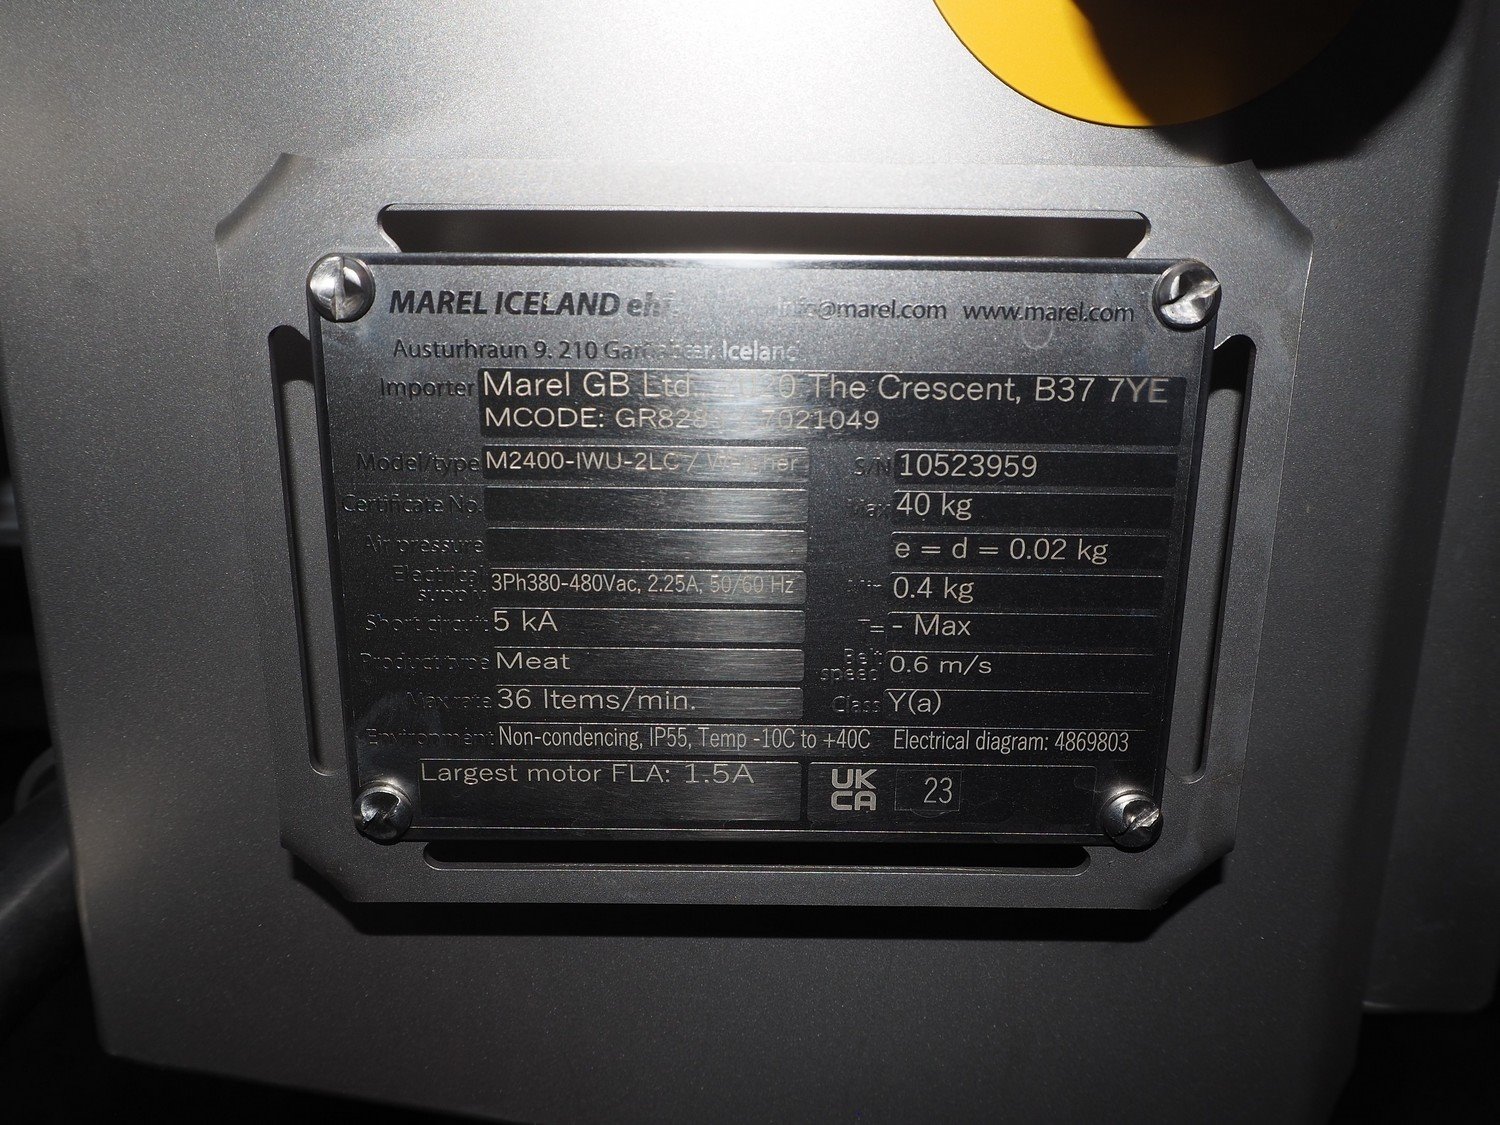 MAREL ICELAND info@marel.com www.marel.com
Austurhraun 9. 210 Iceland
Importer Marel GB Ltd. The Crescent, B37 7YE
MCODE:
Model/type M2400-IWU-2LC / Weigher S/N 10523959
Certificate No. Max 40 kg
Air pressure e = d = 0.02 kg
Electrical supply 3Ph380-480Vac, 2.25A, 50/60 Hz Min 0.4 kg
Short circuit 5 kA T= - Max
Product type Meat Belt speed 0.6 m/s
Max rate 36 Items/min. Class Y(a)
Environment Non-condencing, IP55, Temp -10C to +40C Electrical diagram: 4869803
Largest motor FLA: 1.5A UK CA 23